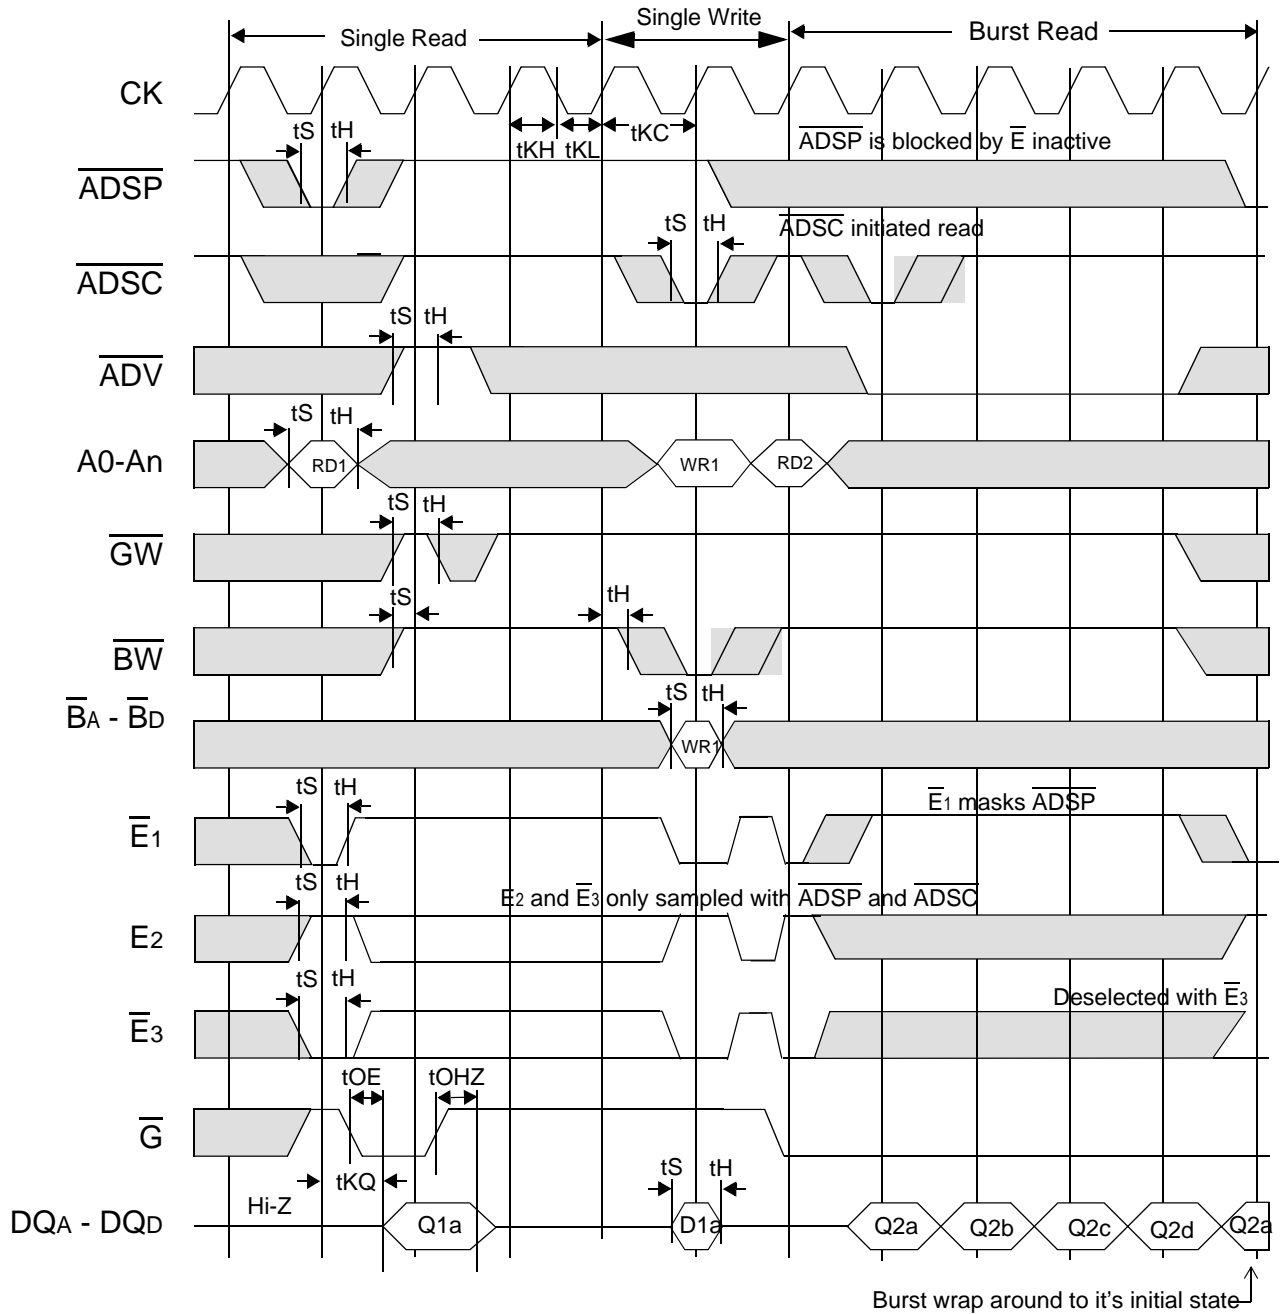 Single Read
Single Write
Burst Read
CK
tKH
tKL
tKC
ADSP is blocked by E inactive
tS
tH
ADSP
tS
tH
ADSC initiated read
ADSC
tS
tH
ADV
tS
tH
A0-An
RD1
WR1
RD2
tS
tH
GW
tS
tH
BW
tS
tH
BA - BD
WR1
tS
tH
E1 masks ADSP
E1
tS
tH
E2 and E3 only sampled with ADSP and ADSC
E2
tS
tH
Deselected with E3
E3
tOE
tOHZ
G
tS
tH
tKQ
Hi-Z
DQA - DQD
Q1a
D1a
Q2a
Q2b
Q2c
Q2d
Q2a
Burst wrap around to it's initial state